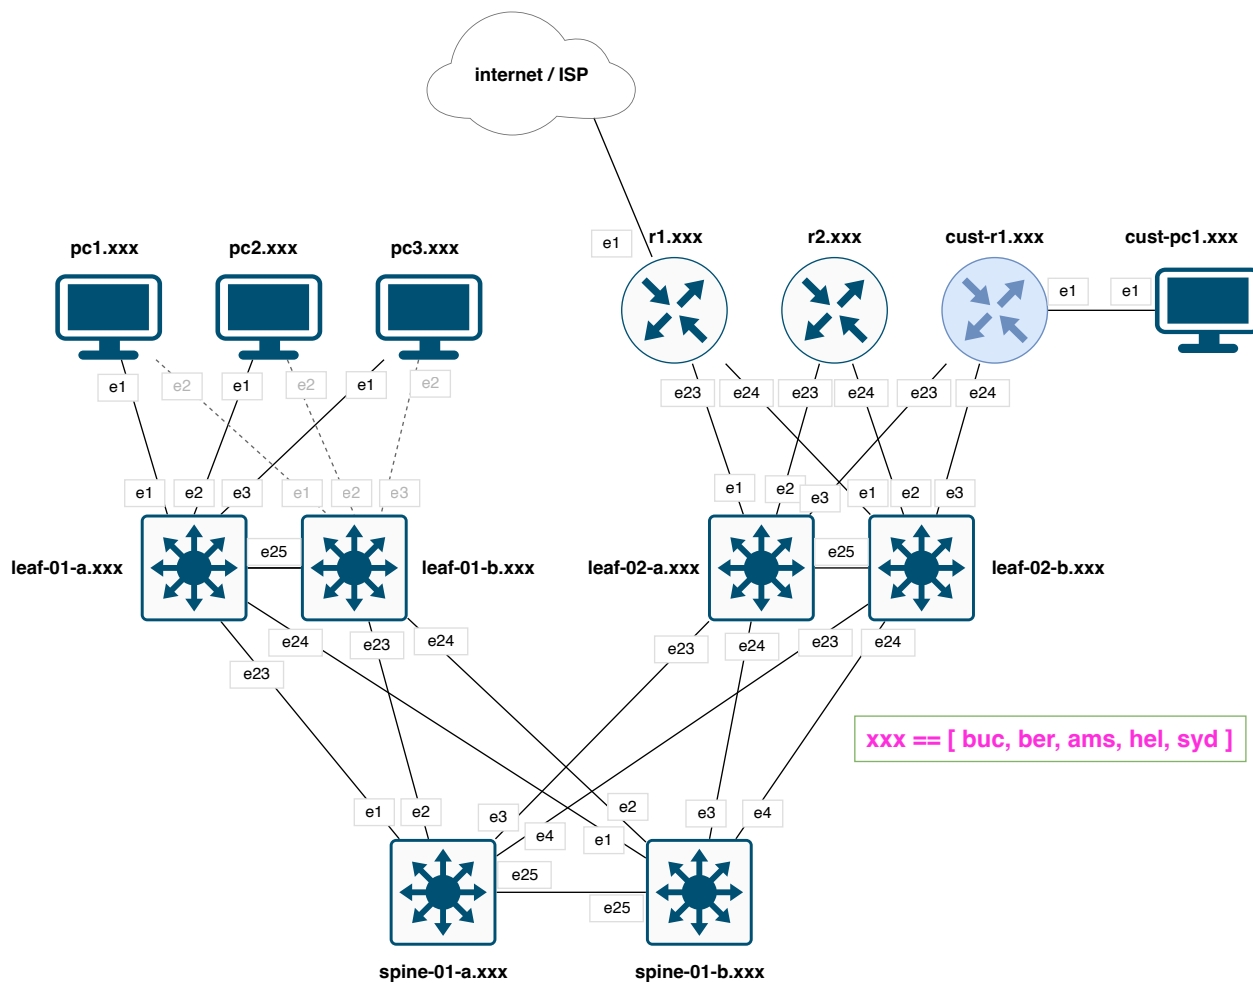 internet / ISP
e1
r1.xxx
r2.xxx
cust-r1.xxx
cust-pc1.xxx
pc1.xxx
pc2.xxx
pc3.xxx
e1
e1
e1
e2
e1
e2
e1
e2
e23
e24
e23
e24
e23
e24
e1
e2
e3
e1
e2
e3
e1
e2
e3
e1
e2
e3
leaf-01-a.xxx
e25
leaf-01-b.xxx
leaf-02-a.xxx
e25
leaf-02-b.xxx
e23
e24
e23
e24
e23
e24
e23
e24
xxx == [ buc, ber, ams, hel, syd ]
e1
e2
e3
e4
e1
e2
e3
e4
e25
e25
spine-01-a.xxx
spine-01-b.xxx